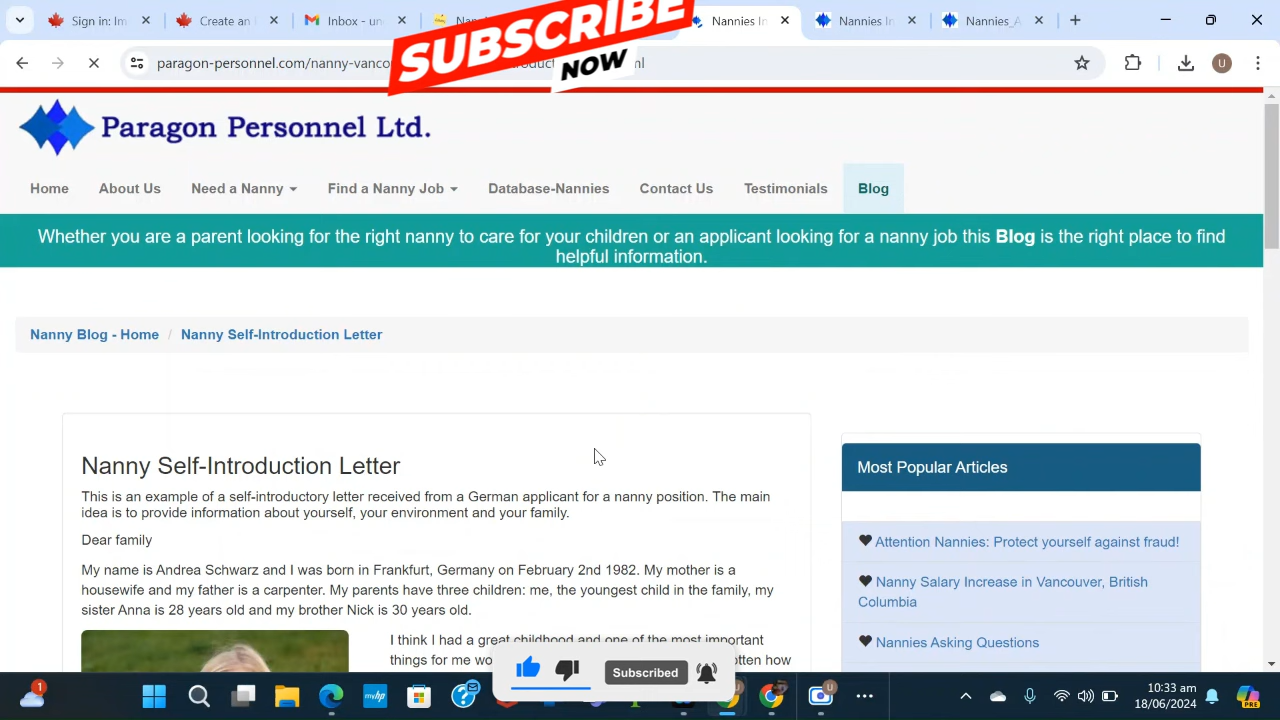 Create an
Inbox - un
Nannies In
Nannies In
Nannies_A
SUBSCRIBE
NOW
paragon-personnel.com/nanny-vanco
U
Paragon Personnel Ltd.
Home About Us Need a Nanny Find a Nanny Job Database-Nannies Contact Us Testimonials Blog
Whether you are a parent looking for the right nanny to care for your children or an applicant looking for a nanny job this Blog is the right place to find
helpful information.
Nanny Blog - Home / Nanny Self-Introduction Letter
Nanny Self-Introduction Letter
This is an example of a self-introductory letter received from a German applicant for a nanny position. The main
idea is to provide information about yourself, your environment and your family.
Dear family
My name is Andrea Schwarz and I was born in Frankfurt, Germany on February 2nd 1982. My mother is a
housewife and my father is a carpenter. My parents have three children: me, the youngest child in the family, my
sister Anna is 28 years old and my brother Nick is 30 years old.
I think I had a great childhood and one of the most important
things for me wo
otten how
Most Popular Articles
Attention Nannies: Protect yourself against fraud!
Nanny Salary Increase in Vancouver, British
Columbia
Nannies Asking Questions
Subscribed
1
myhp
10:33 am
18/06/2024
PRE